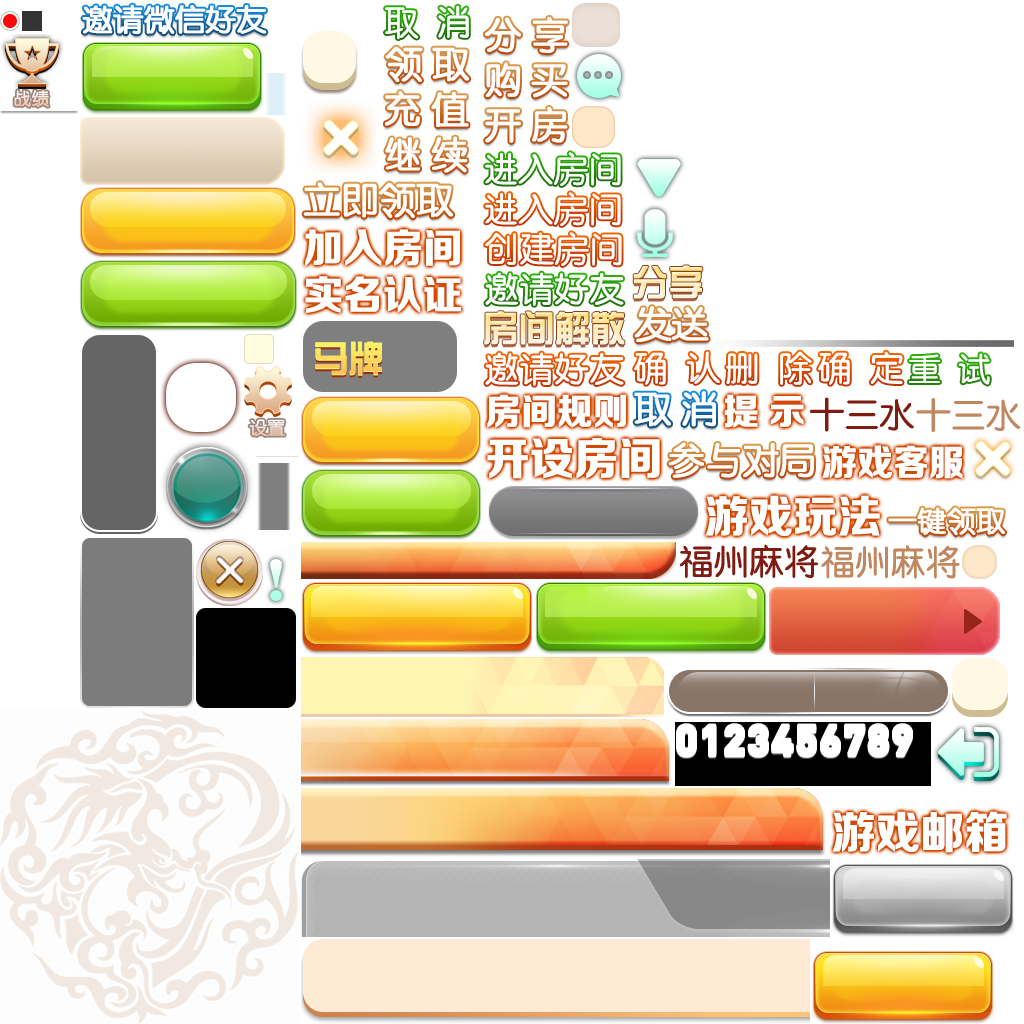 邀请微信好友
战绩
取 消
领 取
充 值
继 续
分 享
购 买
开 房
进入房间
立即领取
进入房间
加入房间
创建房间
实名认证
邀请好友
分享
房间解散
发送
马牌
邀请好友
确 认
删 除
确 定
重 试
房间规则
取 消
提 示
十三水
十三水
设置
开设房间
参与对局
游戏客服
游戏玩法
一键领取
福州麻将
福州麻将
0123456789
游戏邮箱